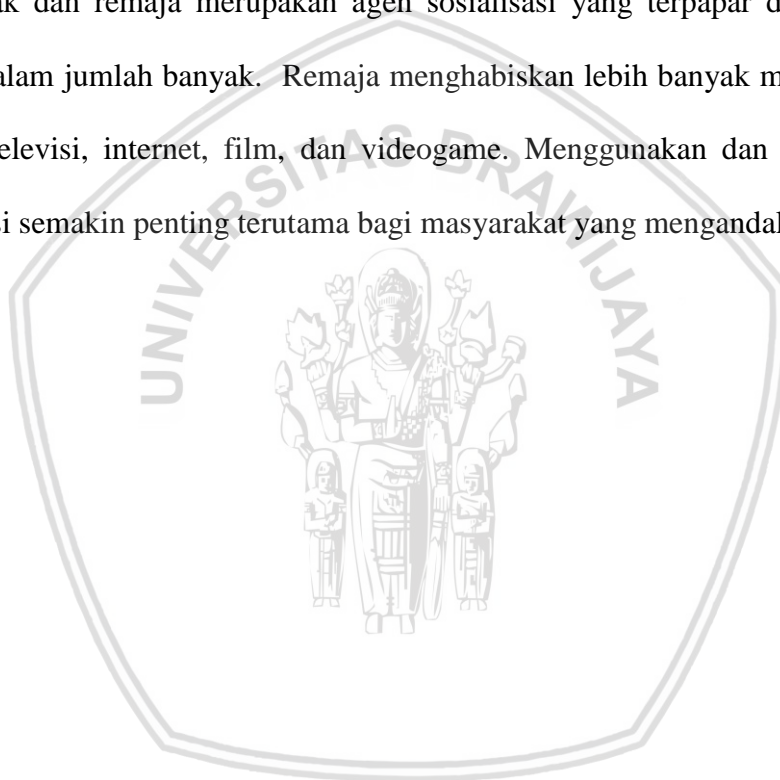 ak dan remaja merupakan agen sosialisasi yang terpapar d
alam jumlah banyak. Remaja menghabiskan lebih banyak m
elevisi, internet, film, dan videogame. Menggunakan dan
si semakin penting terutama bagi masyarakat yang mengandal
UNIVERSITAS BRAWIJAYA